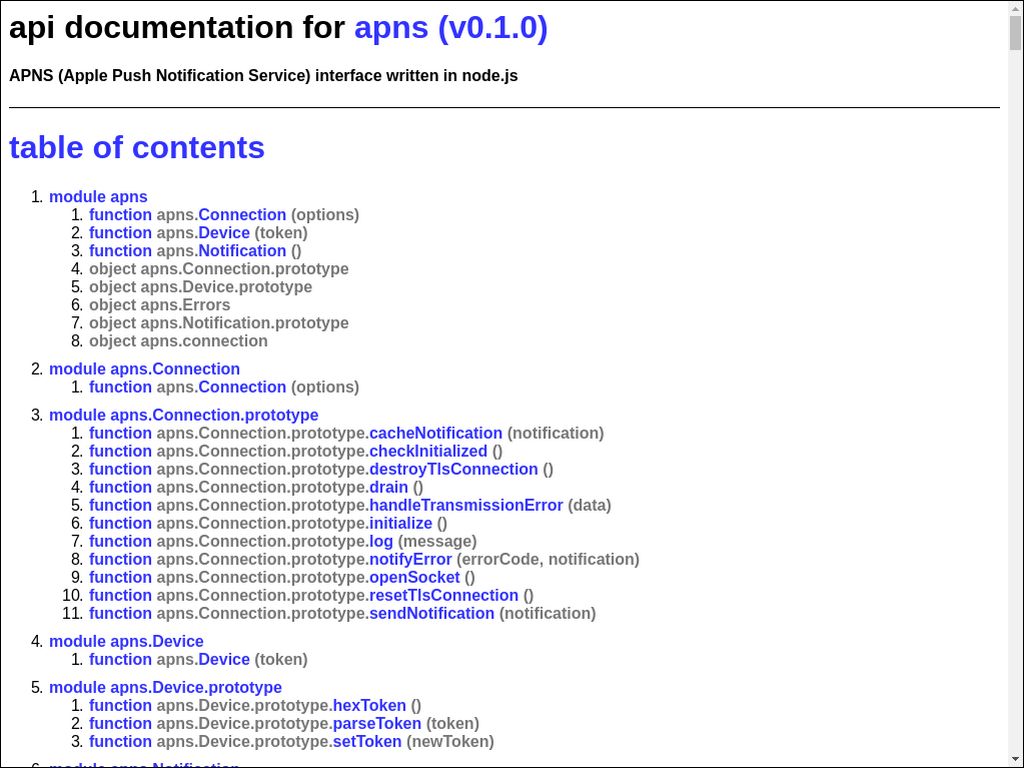 api documentation for apns (v0.1.0)
APNS (Apple Push Notification Service) interface written in node.js
table of contents
1. module apns
1. function apns.Connection (options)
2. function apns.Device (token)
3. function apns.Notification ()
4. object apns.Connection.prototype
5. object apns.Device.prototype
6. object apns.Errors
7. object apns.Notification.prototype
8. object apns.connection
2. module apns.Connection
1. function apns.Connection (options)
3. module apns.Connection.prototype
1. function apns.Connection.prototype.cacheNotification (notification)
2. function apns.Connection.prototype.checkInitialized ()
3. function apns.Connection.prototype.destroyTlsConnection ()
4. function apns.Connection.prototype.drain ()
5. function apns.Connection.prototype.handleTransmissionError (data)
6. function apns.Connection.prototype.initialize ()
7. function apns.Connection.prototype.log (message)
8. function apns.Connection.prototype.notifyError (errorCode, notification)
9. function apns.Connection.prototype.openSocket ()
10. function apns.Connection.prototype.resetTlsConnection ()
11. function apns.Connection.prototype.sendNotification (notification)
4. module apns.Device
1. function apns.Device (token)
5. module apns.Device.prototype
1. function apns.Device.prototype.hexToken ()
2. function apns.Device.prototype.parseToken (token)
3. function apns.Device.prototype.setToken (newToken)
6. module apns.Notification